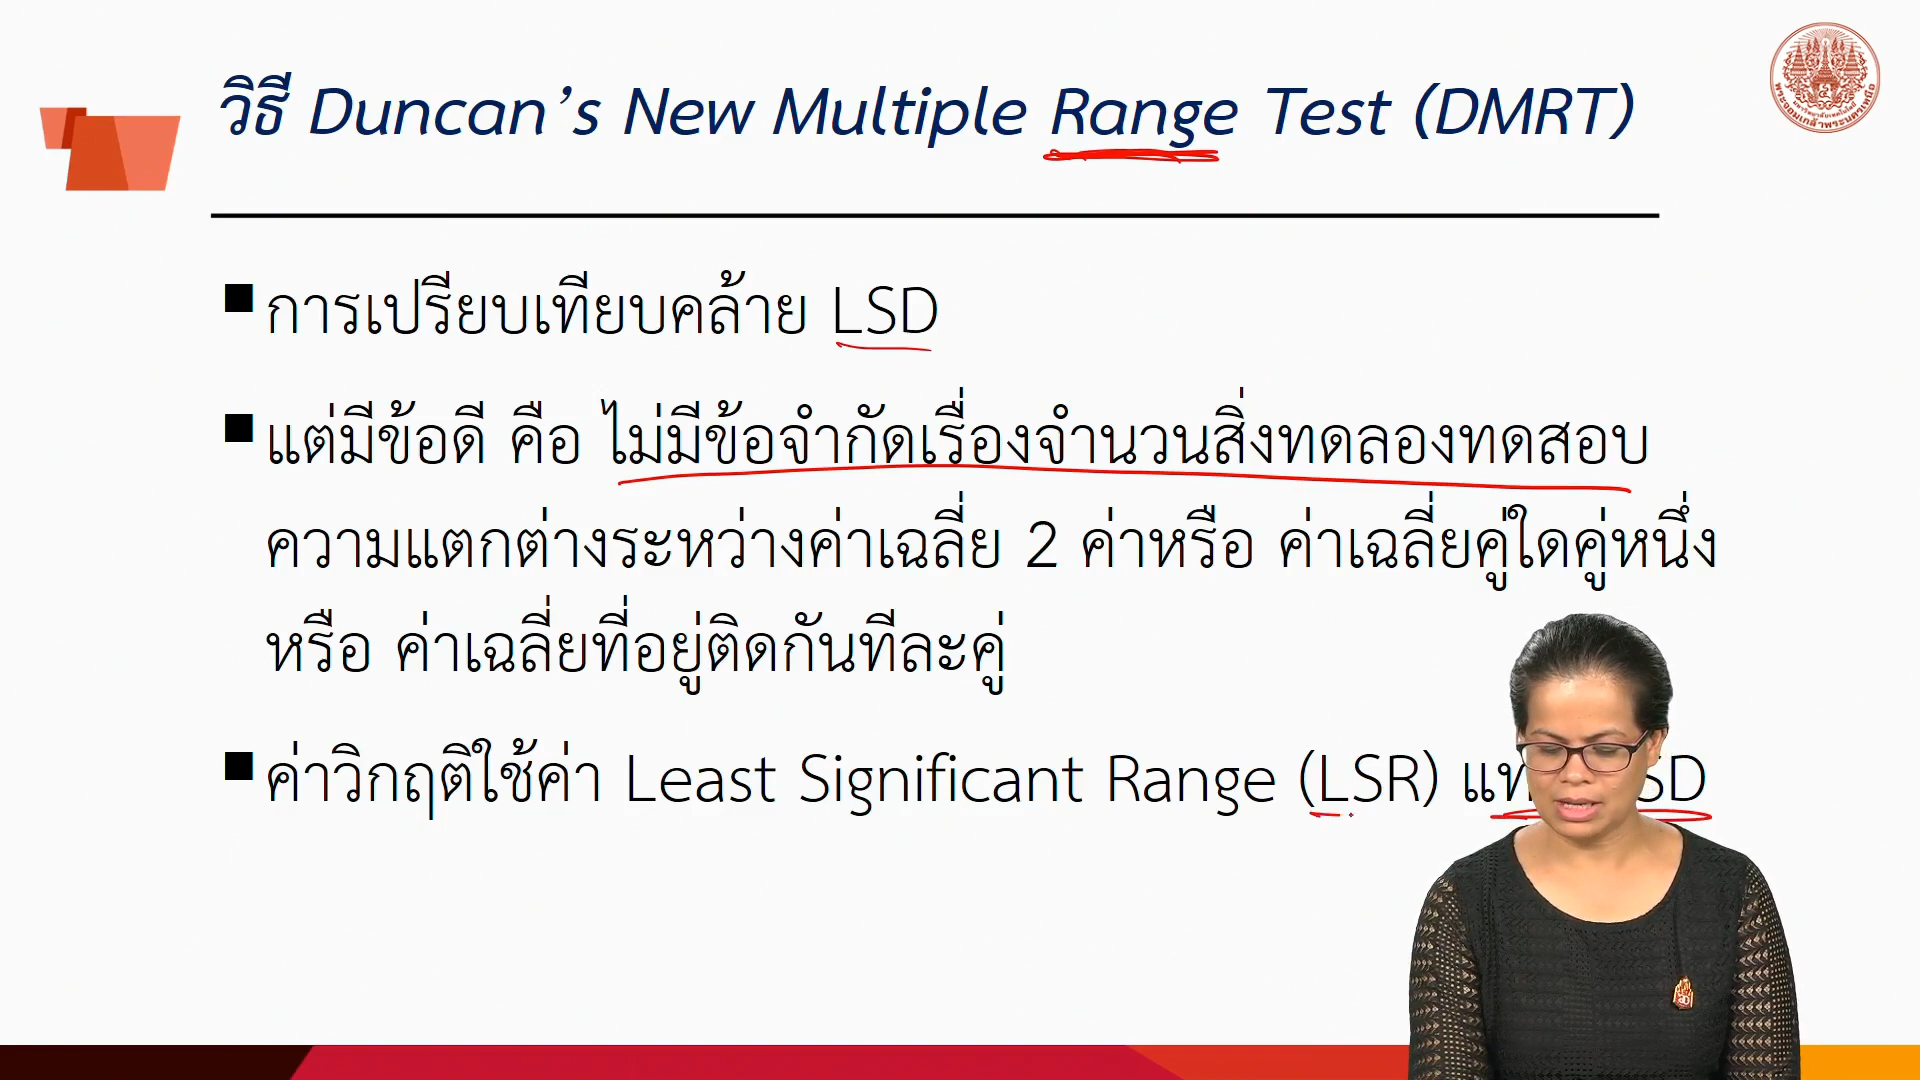 วิธี Duncan’s New Multiple Range Test (DMRT)
การเปรียบเทียบคล้าย LSD
แต่มีข้อดี คือ ไม่มีข้อจำกัดเรื่องจำนวนสิ่งทดลองทดสอบ
ความแตกต่างระหว่างค่าเฉลี่ย 2 ค่าหรือ ค่าเฉลี่ยคู่ใดคู่หนึ่ง
หรือ ค่าเฉลี่ยที่อยู่ติดกันทีละคู่
ค่าวิกฤติใช้ค่า Least Significant Range (LSR)